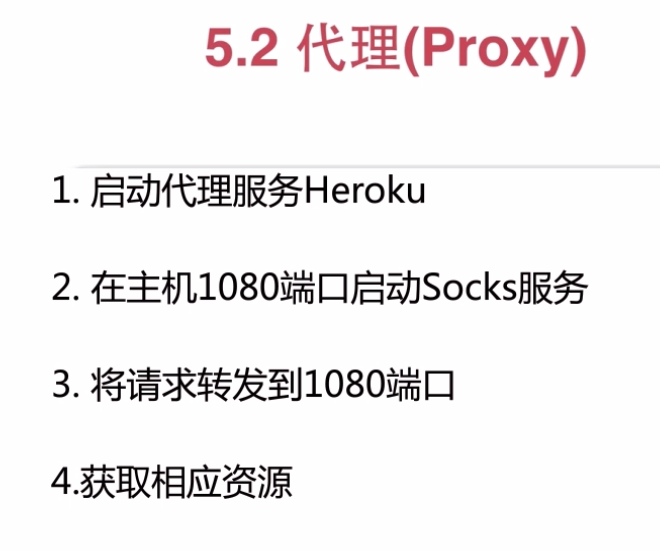 5.2 代理(Proxy)
1. 启动代理服务Heroku
2. 在主机1080端口启动Socks服务
3. 将请求转发到1080端口
4.获取相应资源